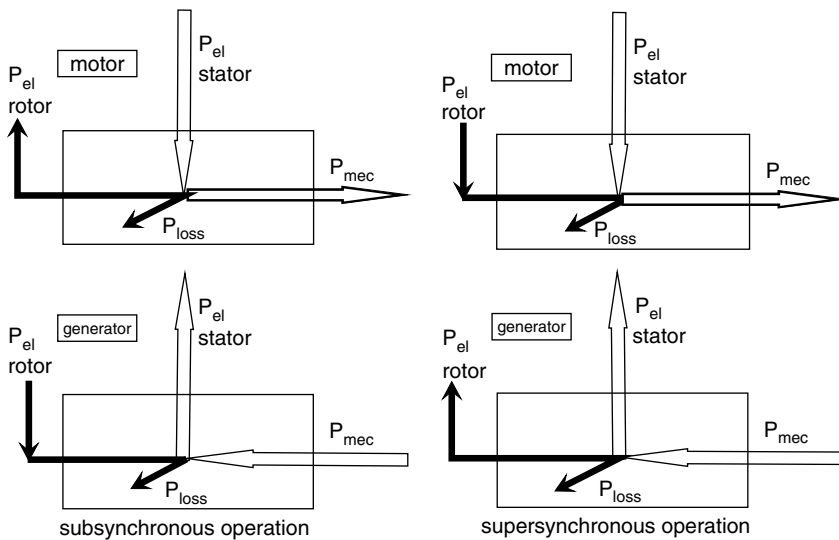 motor
P_el
stator
P_el
rotor
P_mec
P_loss
motor
P_el
stator
P_el
rotor
P_mec
P_loss
generator
P_el
stator
P_el
rotor
P_mec
P_loss
subsynchronous operation
generator
P_el
stator
P_el
rotor
P_mec
P_loss
supersynchronous operation